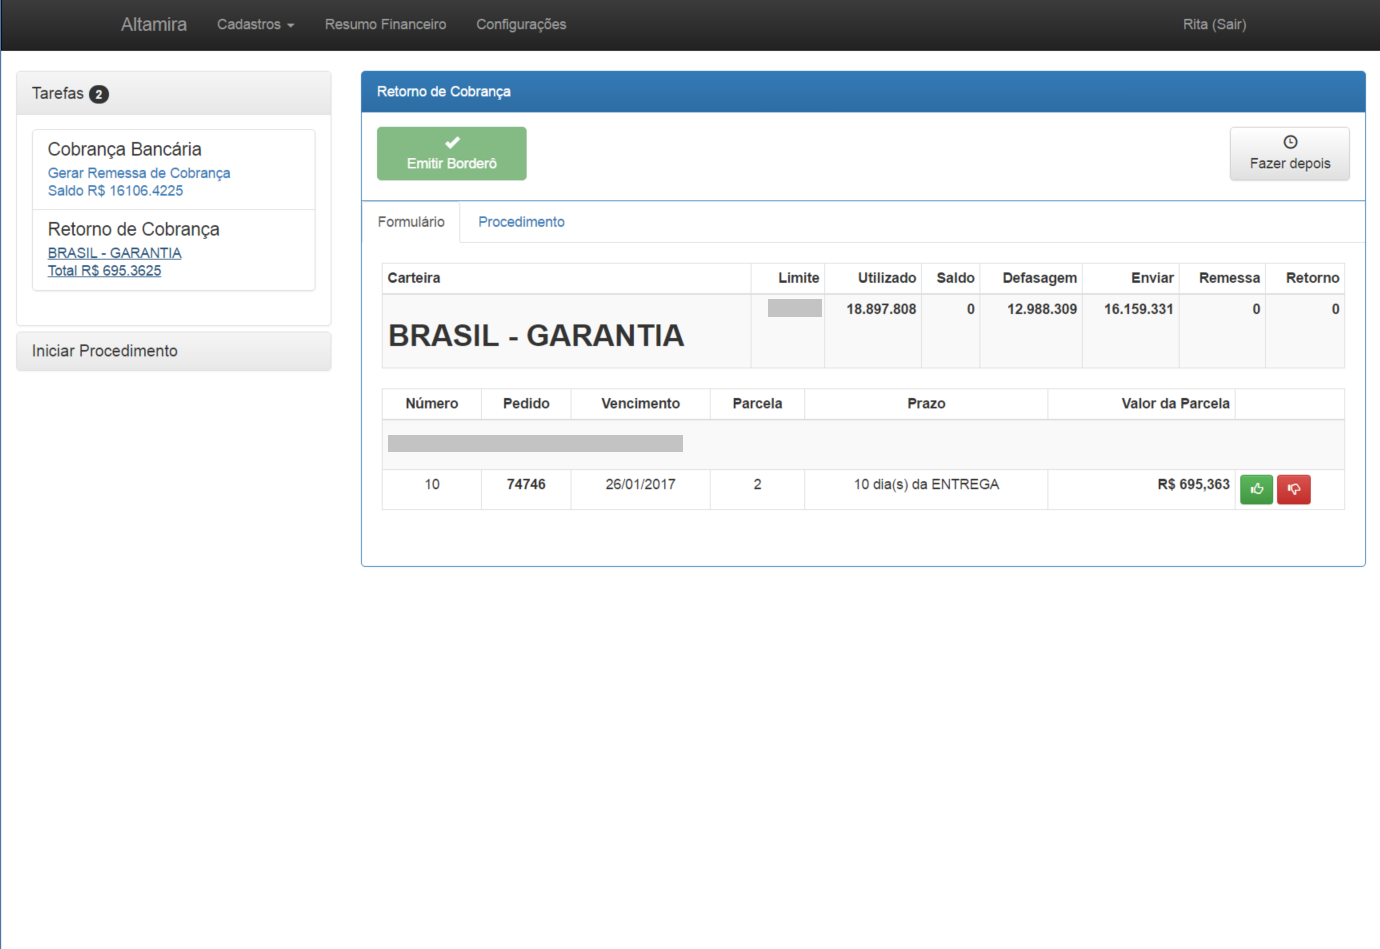 Altamira Cadastros Resumo Financeiro Configurações Rita (Sair)
Tarefas 2
Cobrança Bancária
Gerar Remessa de Cobrança
Saldo R$ 16106.4225
Retorno de Cobrança
BRASIL - GARANTIA
Total R$ 695.3625
Iniciar Procedimento
Retorno de Cobrança
Emitir Borderô
Fazer depois
Formulário Procedimento
Carteira Limite Utilizado Saldo Defasagem Enviar Remessa Retorno
BRASIL - GARANTIA 18.897.808 0 12.988.309 16.159.331 0 0
Número Pedido Vencimento Parcela Prazo Valor da Parcela
10 74746 26/01/2017 2 10 dia(s) da ENTREGA R$ 695,363